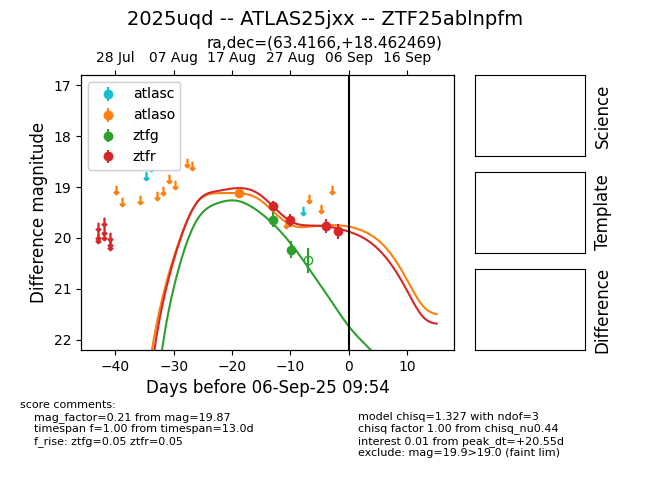 2025uqd -- ATLAS25jxx -- ZTF25ablnpfm
ra,dec=(63.4166,+18.462469)
28 Jul 07 Aug 17 Aug 27 Aug 06 Sep 16 Sep
atlasc
atlaso
ztfg
ztfr
17
18
19
20
21
22
Difference magnitude
−40 −30 −20 −10 0 10
Days before 06-Sep-25 09:54
Science
Template
Difference
score comments:
mag_factor=0.21 from mag=19.87
timespan f=1.00 from timespan=13.0d
f_rise: ztfg=0.05 ztfr=0.05
model chisq=1.327 with ndof=3
chisq factor 1.00 from chisq_nu0.44
interest 0.01 from peak_dt=+20.55d
exclude: mag=19.9>19.0 (faint lim)